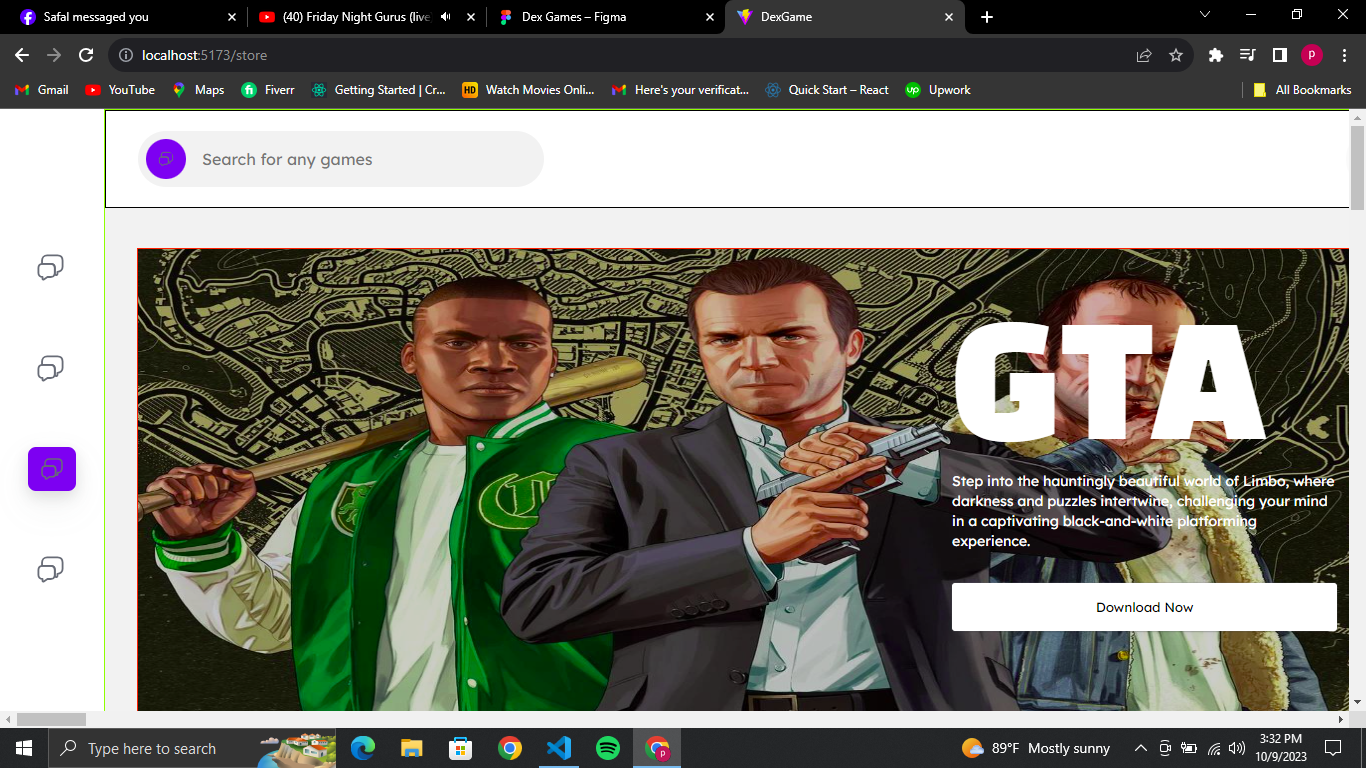 Safal messaged you
(40) Friday Night Gurus (live
Dex Games – Figma
DexGame
localhost:5173/store
P
Gmail
YouTube
Maps
fi
Fiverr
Getting Started | Cr...
HD
Watch Movies Onli...
Here's your verificat...
Quick Start – React
up
Upwork
All Bookmarks
Search for any games
GTA
Step into the hauntingly beautiful world of Limbo, where
darkness and puzzles intertwine, challenging your mind
in a captivating black-and-white platforming
experience.
Download Now
Type here to search
89°F Mostly sunny
3:32 PM
10/9/2023